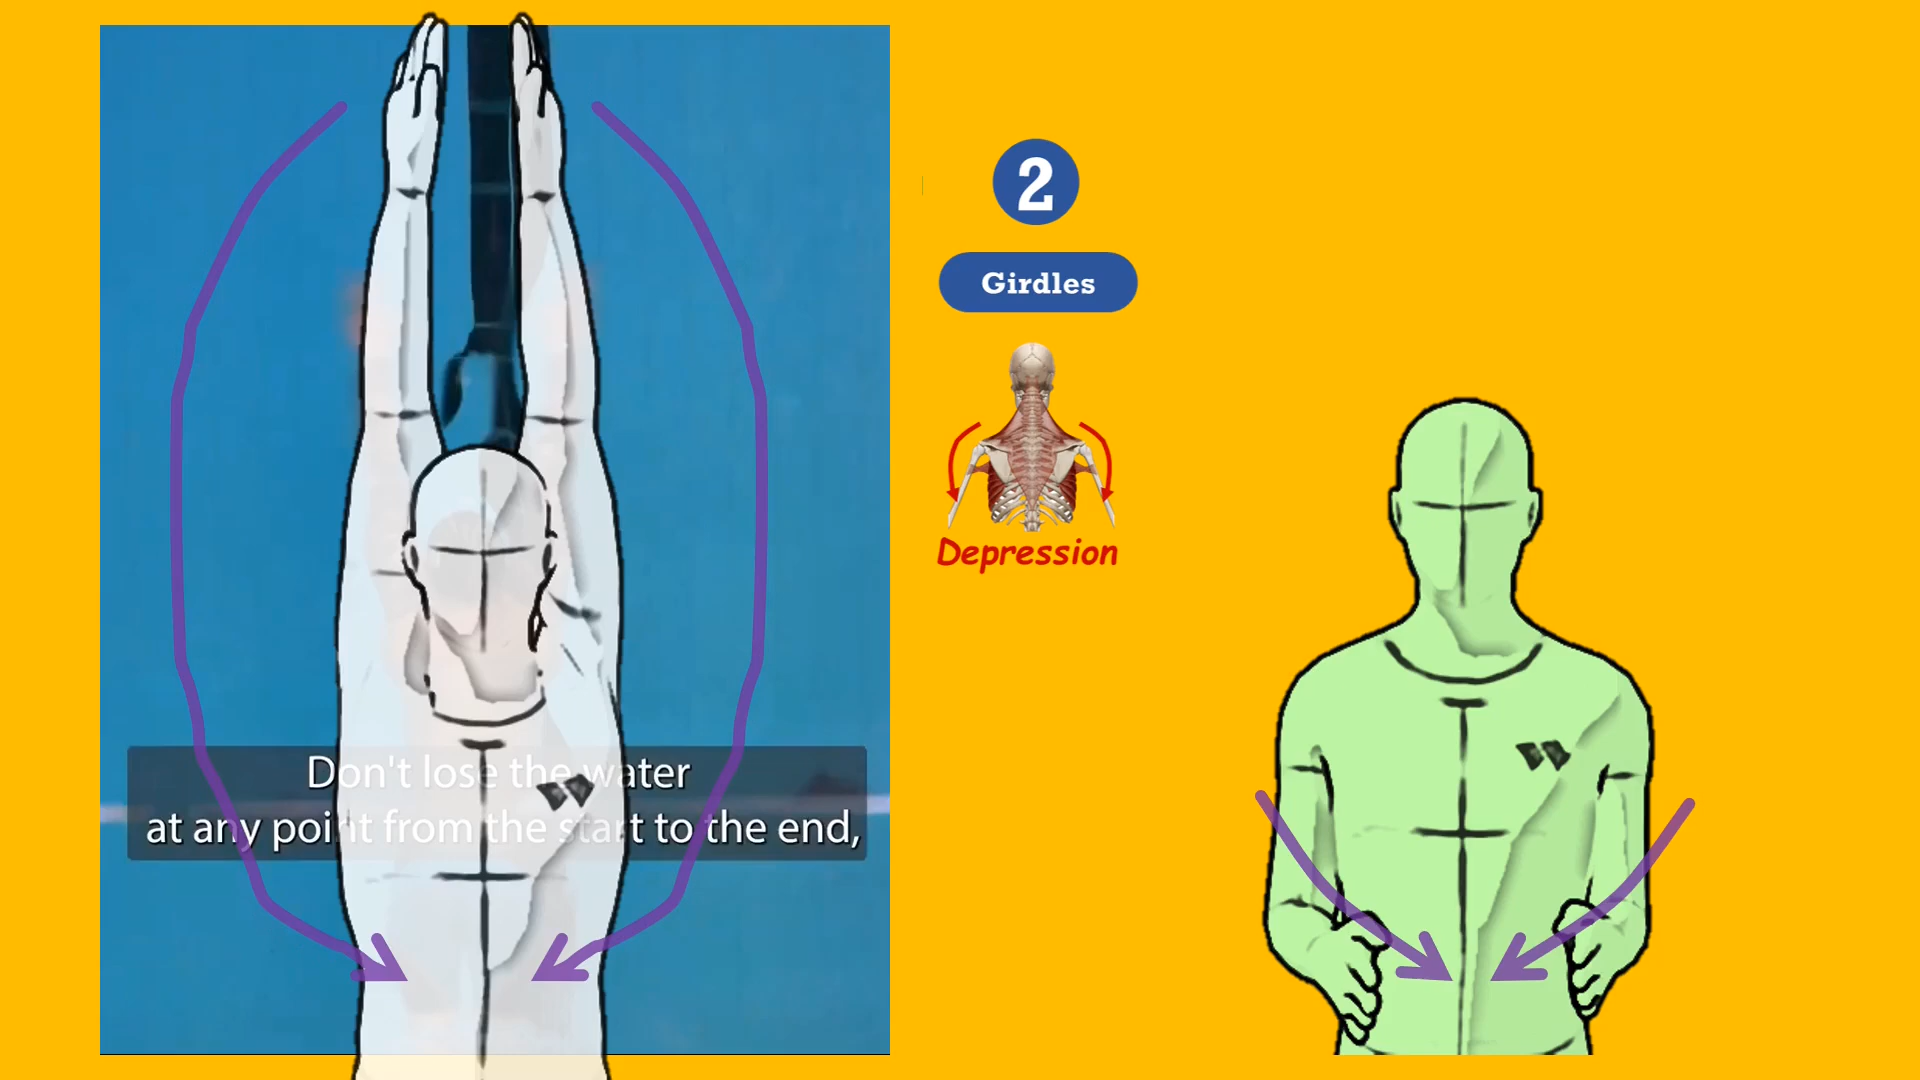 2
Girdles
Depression
Don't lose the water
at any point from the start to the end,